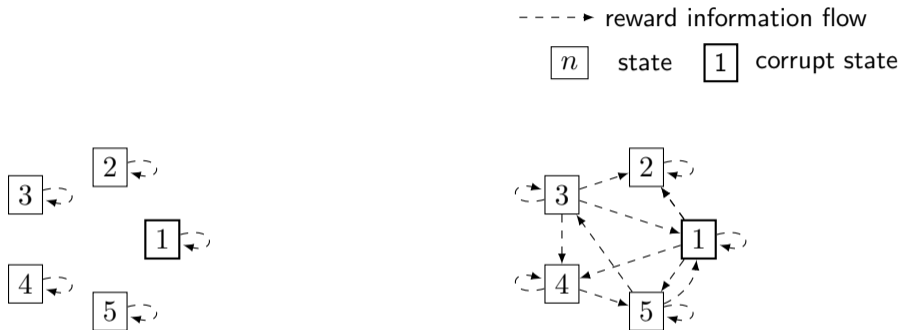 reward information flow
n state 1 corrupt state
2 2
3 3
1 1
4 4
5 5